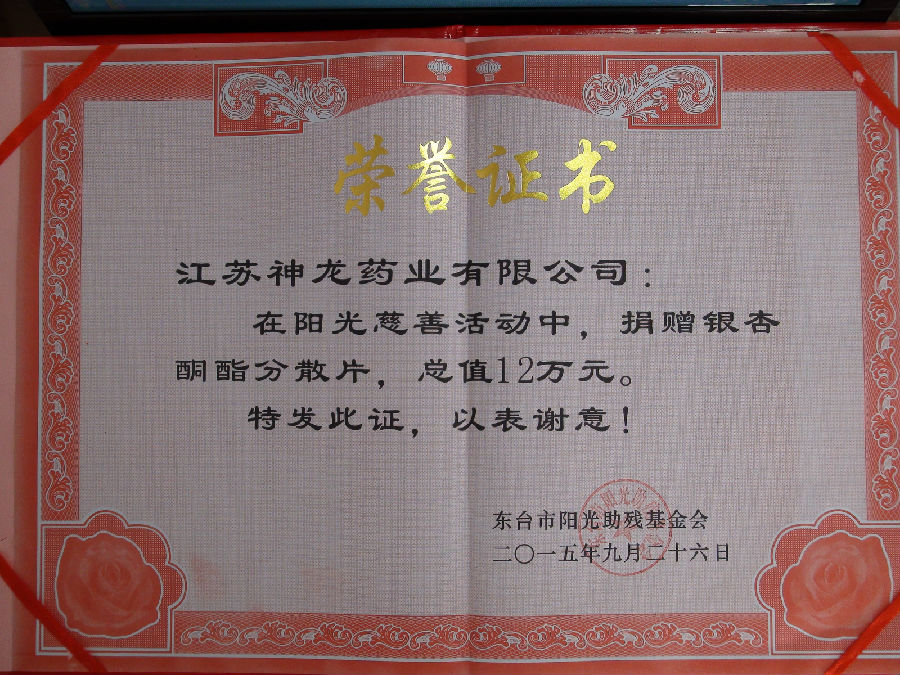 荣誉证书
江苏神龙药业有限公司：
在阳光慈善活动中，捐赠银杏
酮酯分散片，总值12万元。
特发此证，以表谢意！
东台市阳光助残基金会
二〇一五年九月二十六日